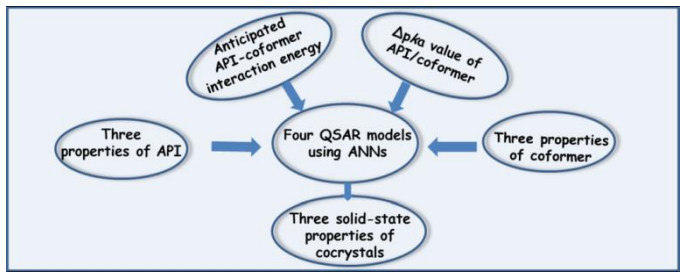 Anticipated
API-coformer
interaction energy
Δpka value of
API/coformer
Three
properties of API
Four QSAR models
using ANNs
Three properties
of coformer
Three solid-state
properties of
cocrystals